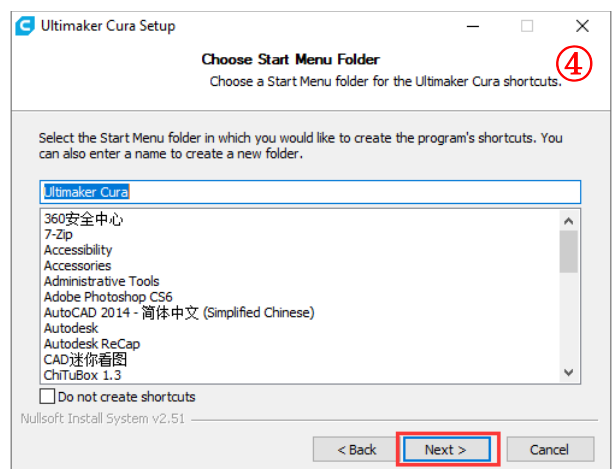 Ultimaker Cura Setup
Choose Start Menu Folder
Choose a Start Menu folder for the Ultimaker Cura shortcuts.
④
Select the Start Menu folder in which you would like to create the program's shortcuts. You
can also enter a name to create a new folder.
Ultimaker Cura
360安全中心
7-Zip
Accessibility
Accessories
Administrative Tools
Adobe Photoshop CS6
AutoCAD 2014 - 简体中文 (Simplified Chinese)
Autodesk
Autodesk ReCap
CAD迷你看图
ChiTuBox 1.3
Do not create shortcuts
Nullsoft Install System v2.51
< Back Next > Cancel